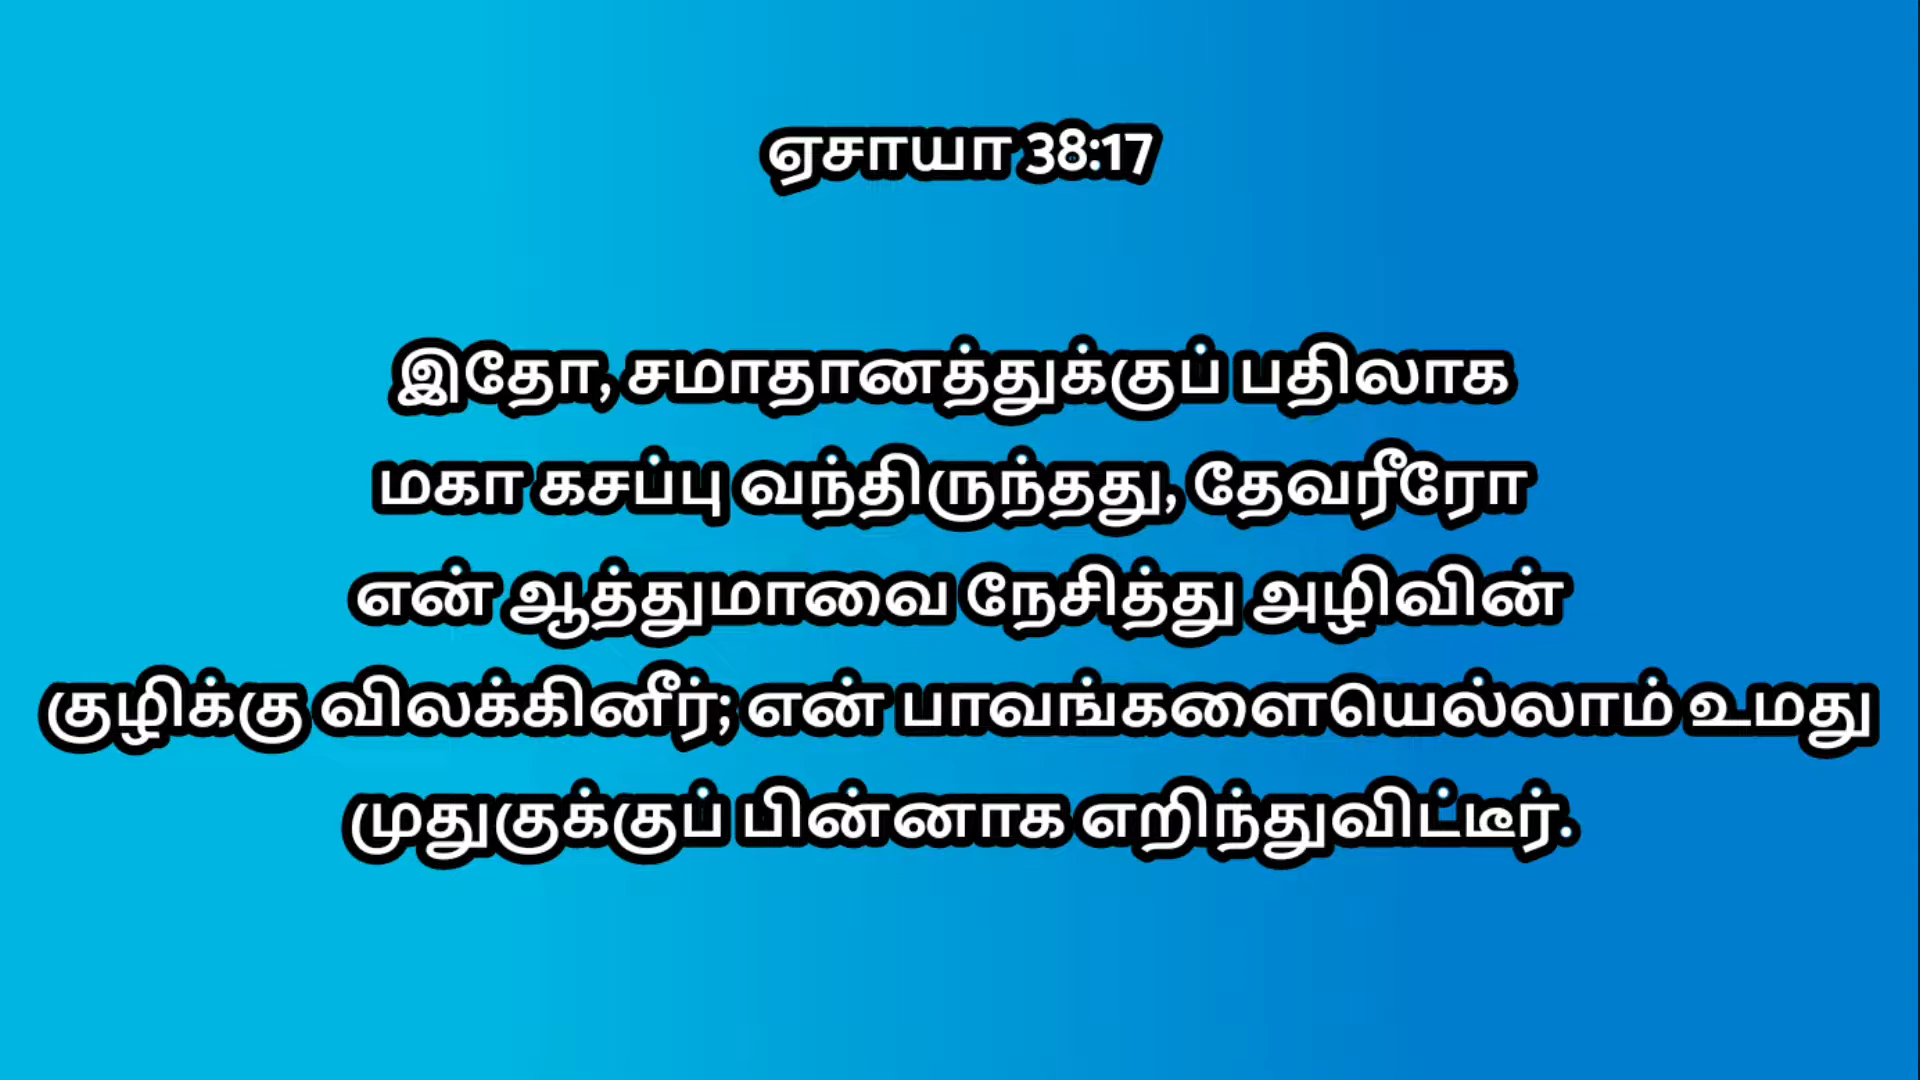 ஏசாயா 38:17
இதோ, சமாதானத்துக்குப் பதிலாக
மகா கசப்பு வந்திருந்தது, தேவரீரோ
என் ஆத்துமாவை நேசித்து அழிவின்
குழிக்கு விலக்கினீர்; என் பாவங்களையெல்லாம் உமது
முதுகுக்குப் பின்னாக எறிந்துவிட்டீர்.